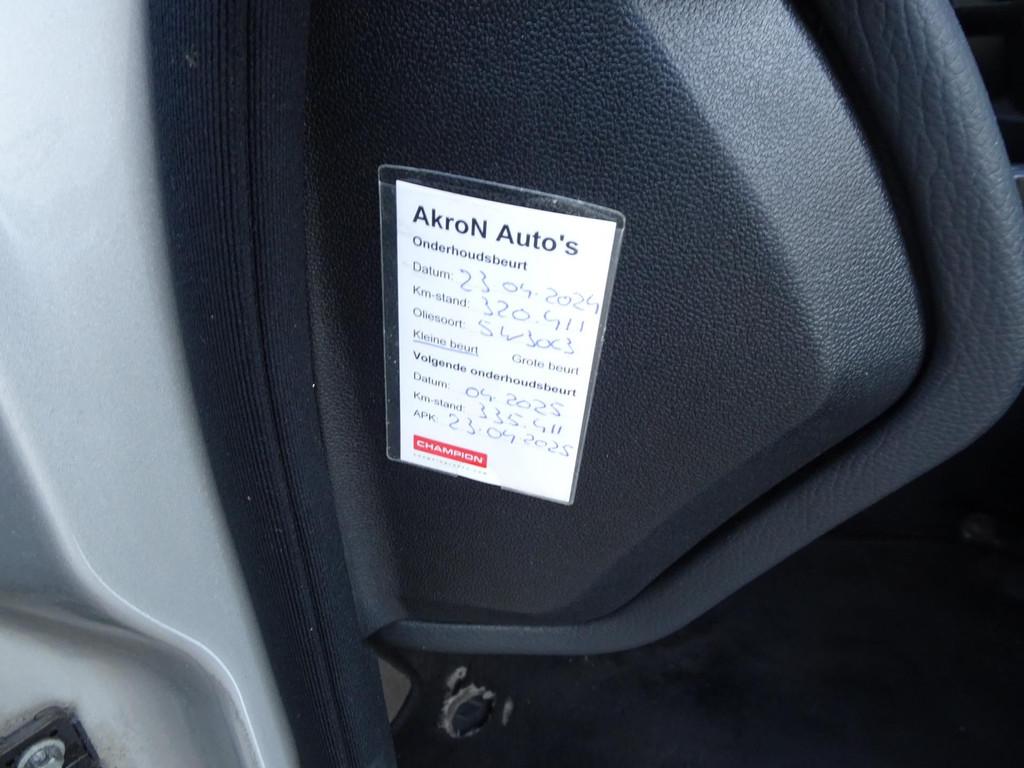 AkroN Auto's
Onderhoudsbeurt
Datum: 23.04.2024
Km-stand: 320.411
Oliesoort: 5W30C3
Kleine beurt Grote beurt
Volgende onderhoudsbeurt
Datum: 04.2025
Km-stand: 335.411
APK: 23.04.2025
CHAMPION